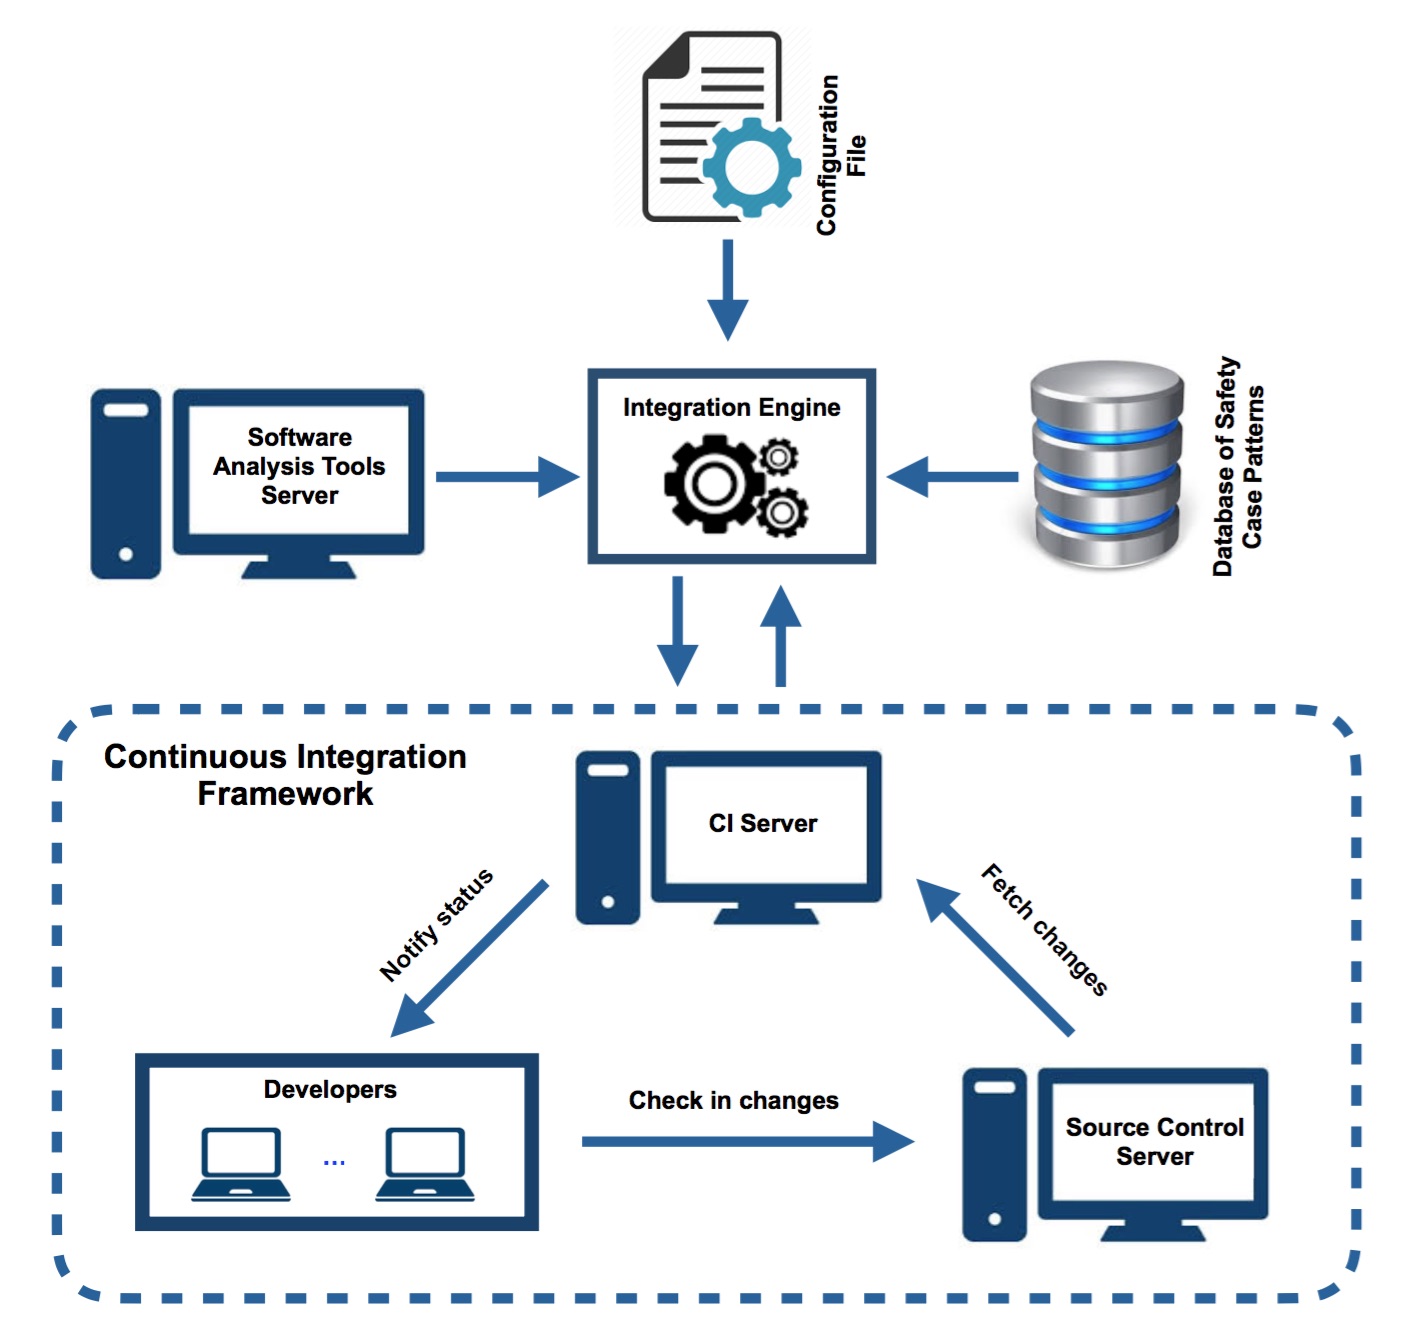 Configuration
File
Integration Engine
Software
Analysis Tools
Server
Database of Safety
Case Patterns
Continuous Integration
Framework
CI Server
Notify status
Fetch changes
Developers
...
Check in changes
Source Control
Server